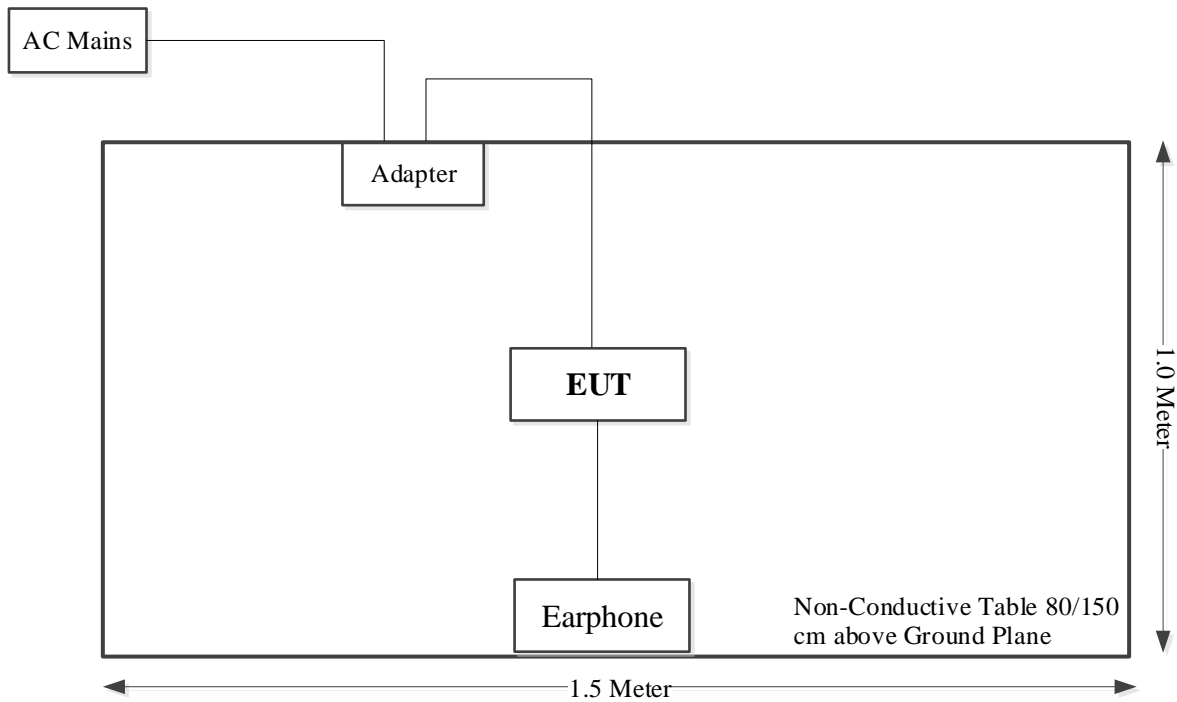 AC Mains
Adapter
EUT
1.0 Meter
Earphone
Non-Conductive Table 80/150
cm above Ground Plane
1.5 Meter